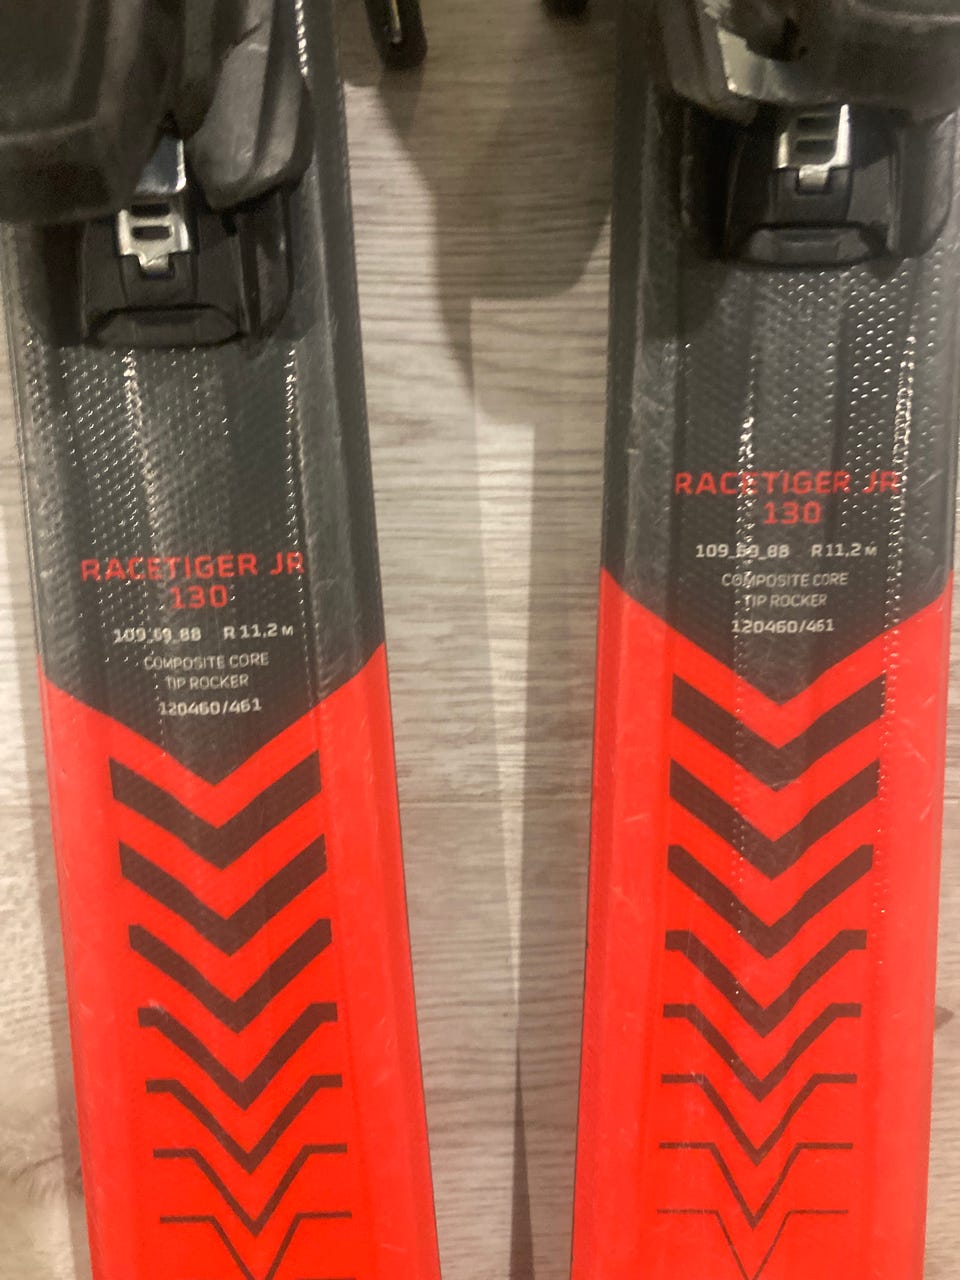 RACETIGER JR
130
109_69_88 R 11,2 M
COMPOSITE CORE
TIP ROCKER
120460/461
RACETIGER JR
130
109_69_88 R 11,2 M
COMPOSITE CORE
TIP ROCKER
120460/461